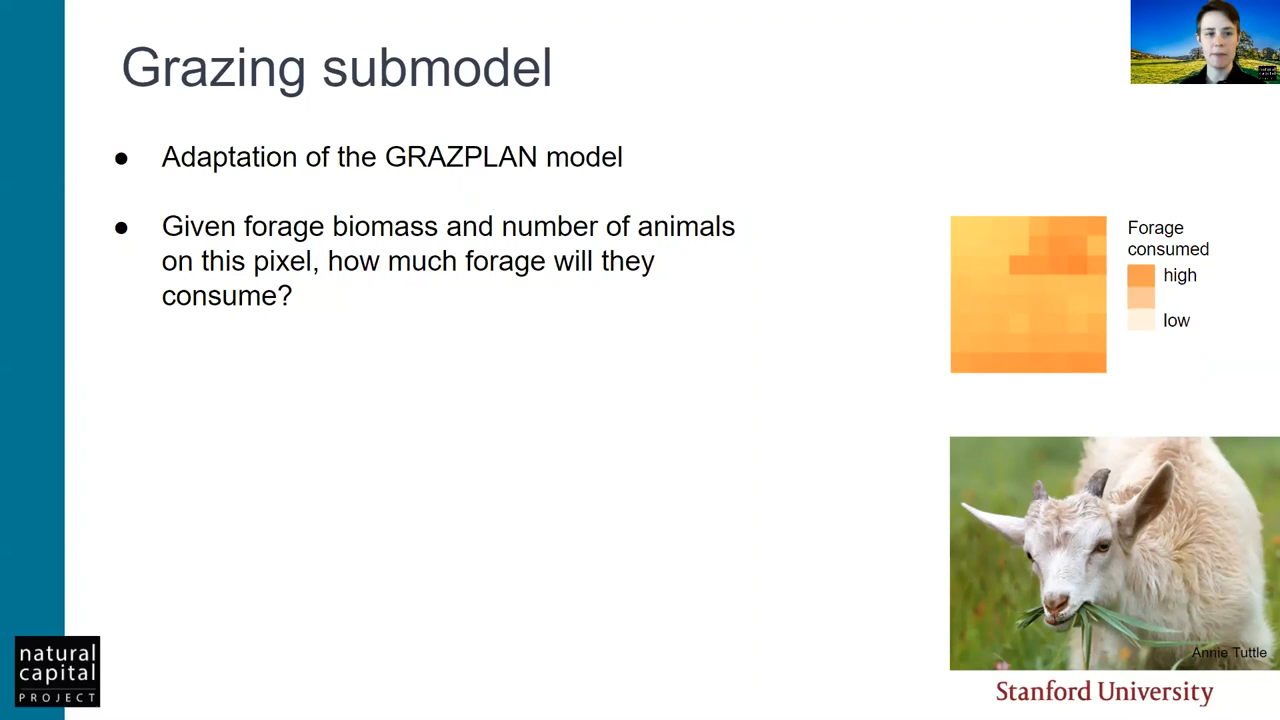 Grazing submodel
● Adaptation of the GRAZPLAN model
● Given forage biomass and number of animals
on this pixel, how much forage will they
consume?
Forage
consumed
high
low
Annie Tuttle
natural
capital
PROJECT
Stanford University